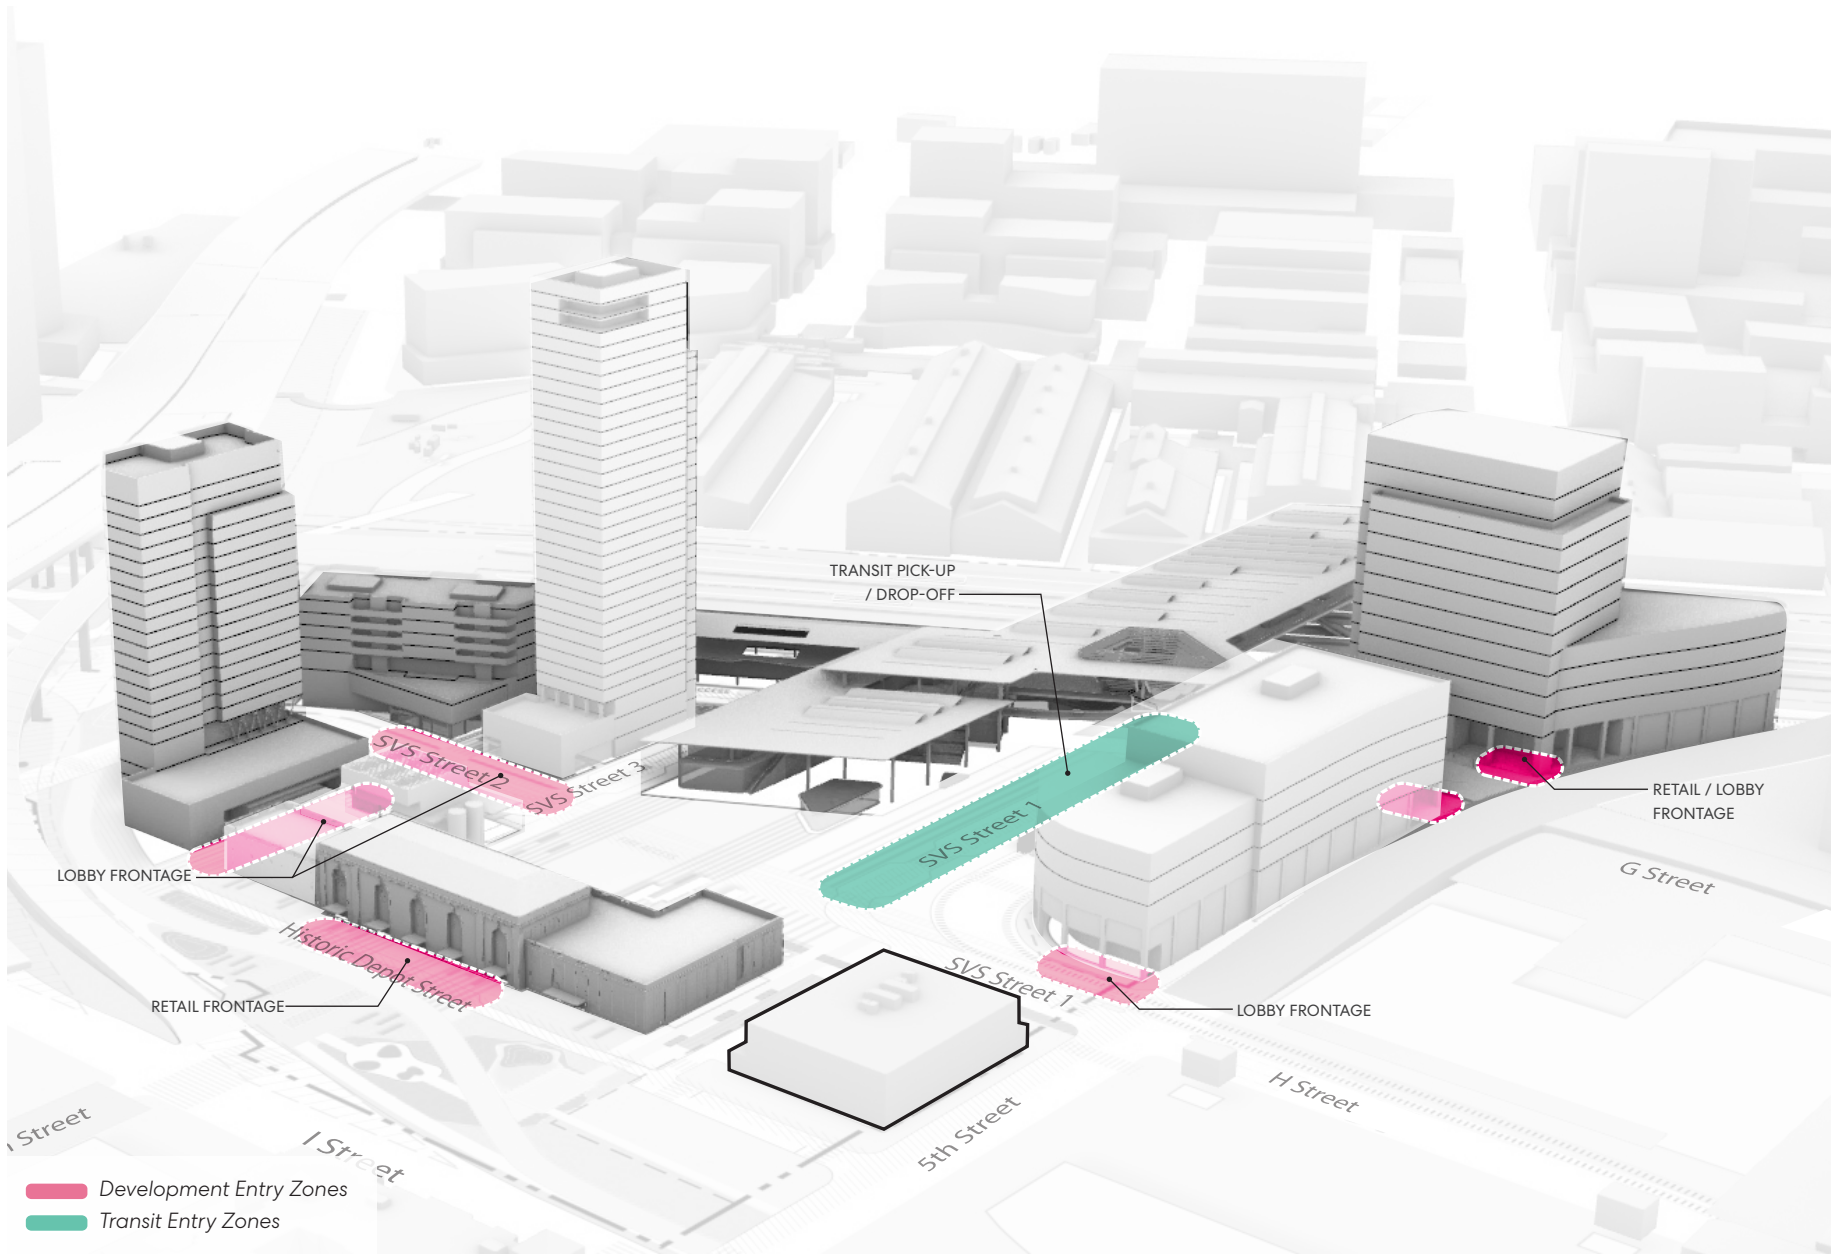 TRANSIT PICK-UP
/ DROP-OFF
SVS Street 2
SVS Street 3
SVS Street 1
RETAIL / LOBBY
FRONTAGE
LOBBY FRONTAGE
G Street
Historic Depot Street
SVS Street 1
RETAIL FRONTAGE
LOBBY FRONTAGE
H Street
5th Street
Street
I Street
Development Entry Zones
Transit Entry Zones